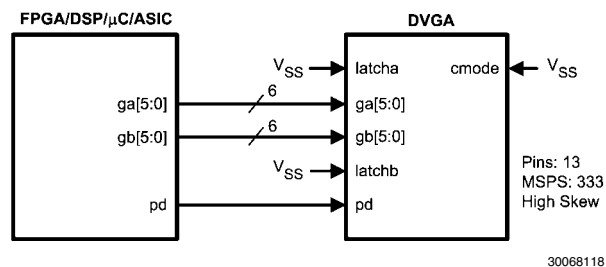 FPGA/DSP/μC/ASIC
DVGA
VSS
latcha
cmode
VSS
ga[5:0]
6
ga[5:0]
gb[5:0]
6
gb[5:0]
VSS
latchb
Pins: 13
MSPS: 333
High Skew
pd
pd
30068118